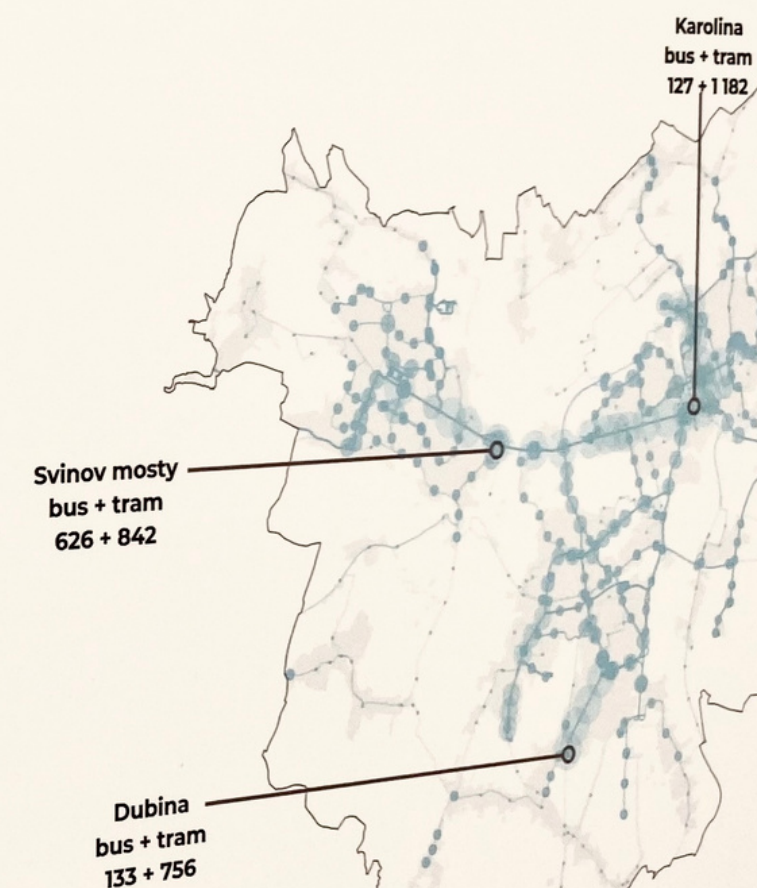 Karolina
bus + tram
127 + 1 182
Svinov mosty
bus + tram
626 + 842
Dubina
bus + tram
133 + 756